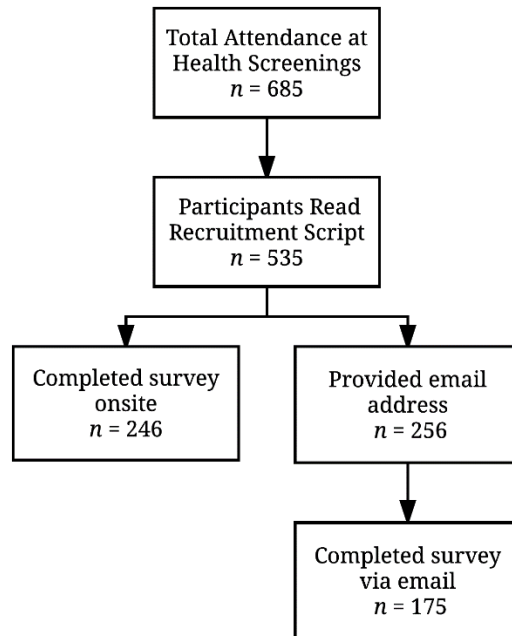 Total Attendance at
Health Screenings
n = 685
Participants Read
Recruitment Script
n = 535
Completed survey
onsite
n = 246
Provided email
address
n = 256
Completed survey
via email
n = 175